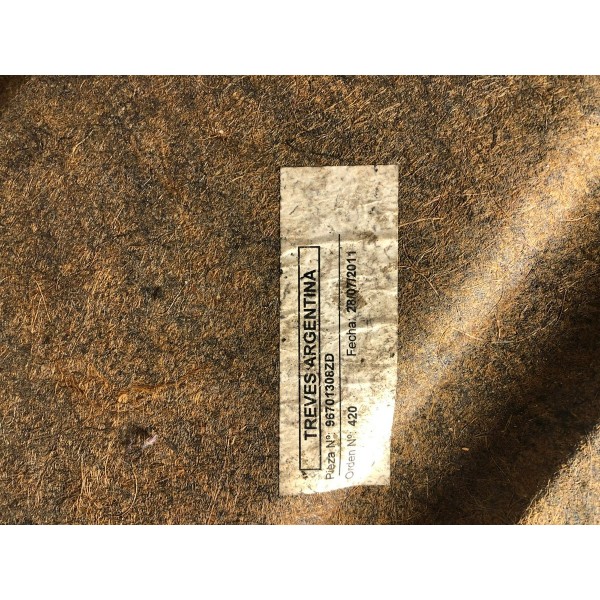 TREVES ARGENTINA
Pieza Nº: 96701308ZD
Orden Nº: 420 Fecha: 28/07/2011